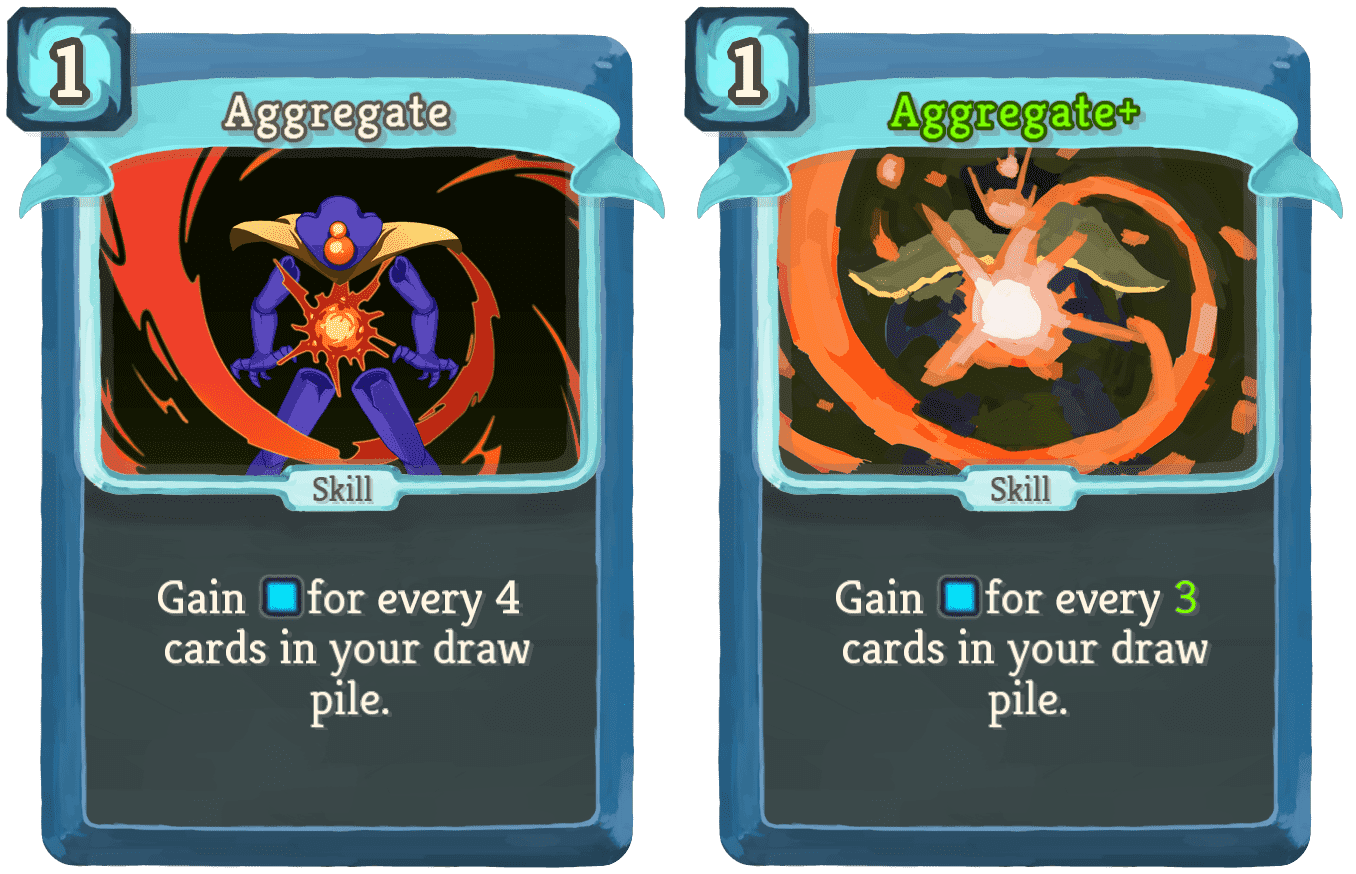 1
Aggregate
Skill
Gain for every 4
cards in your draw
pile.
1
Aggregate+
Skill
Gain for every 3
cards in your draw
pile.